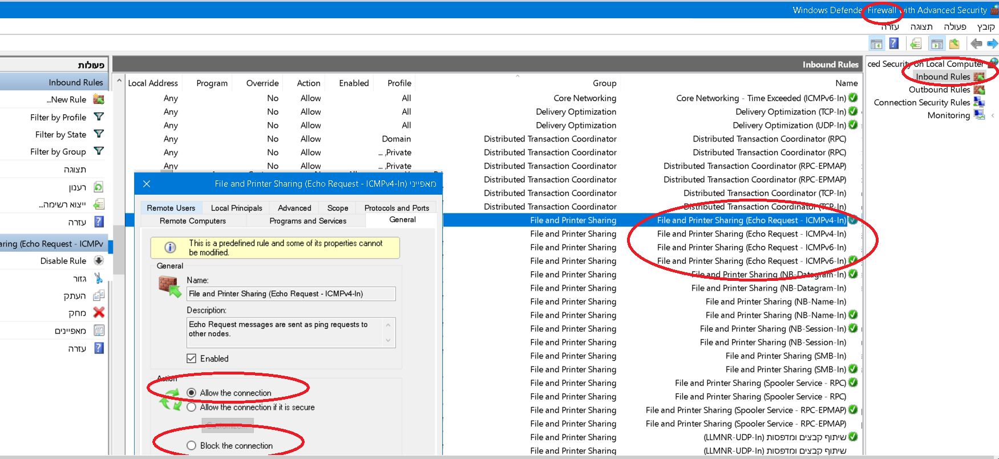 Windows Defender Firewall with Advanced Security
קובץ פעולה תצוגה עזרה
ced Security on Local Computer
Inbound Rules
Outbound Rules
Connection Security Rules
Monitoring
Inbound Rules
Name Group Profile Enabled Action Override Program Local Address
Core Networking - Time Exceeded (ICMPv6-In) Core Networking All Allow No Any
Delivery Optimization (TCP-In) Delivery Optimization All Allow No Any
Delivery Optimization (UDP-In) Delivery Optimization All Allow No Any
Distributed Transaction Coordinator (RPC) Distributed Transaction Coordinator Domain Allow No Any
Distributed Transaction Coordinator (RPC) Distributed Transaction Coordinator Private, ... Allow No Any
Distributed Transaction Coordinator (RPC-EPMAP) Distributed Transaction Coordinator Private, Allow No Any
Distributed Transaction Coordinator (RPC-EPMAP) Distributed Transaction Coordinator
Distributed Transaction Coordinator (TCP-In) Distributed Transaction Coordinator
Distributed Transaction Coordinator (TCP-In) Distributed Transaction Coordinator
File and Printer Sharing (Echo Request - ICMPv4-In) File and Printer Sharing
File and Printer Sharing (Echo Request - ICMPv4-In) File and Printer Sharing
File and Printer Sharing (Echo Request - ICMPv6-In) File and Printer Sharing
File and Printer Sharing (Echo Request - ICMPv6-In) File and Printer Sharing
File and Printer Sharing (NB-Datagram-In) File and Printer Sharing
File and Printer Sharing (NB-Datagram-In) File and Printer Sharing
File and Printer Sharing (NB-Name-In) File and Printer Sharing
File and Printer Sharing (NB-Name-In) File and Printer Sharing
File and Printer Sharing (NB-Session-In) File and Printer Sharing
File and Printer Sharing (NB-Session-In) File and Printer Sharing
File and Printer Sharing (SMB-In) File and Printer Sharing
File and Printer Sharing (SMB-In) File and Printer Sharing
File and Printer Sharing (Spooler Service - RPC) File and Printer Sharing
File and Printer Sharing (Spooler Service - RPC) File and Printer Sharing
File and Printer Sharing (Spooler Service - RPC-EPMAP) File and Printer Sharing
File and Printer Sharing (Spooler Service - RPC-EPMAP) File and Printer Sharing
שיתוף קבצים ומדפסות (LLMNR-UDP-In) File and Printer Sharing
שיתוף קבצים ומדפסות (LLMNR-UDP-In) File and Printer Sharing
מאפייני File and Printer Sharing (Echo Request - ICMPv4-In)
Remote Users Local Principals Advanced Scope Protocols and Ports
Remote Computers Programs and Services General
This is a predefined rule and some of its properties cannot
be modified.
General
Name:
File and Printer Sharing (Echo Request - ICMPv4-In)
Description:
Echo Request messages are sent as ping requests to
other nodes.
Enabled
Action
Allow the connection
Allow the connection if it is secure
Customize...
Block the connection
פעולות
Inbound Rules
New Rule...
Filter by Profile
Filter by State
Filter by Group
תצוגה
רענון
ייצוא רשימה...
עזרה
aring (Echo Request - ICMPv
Disable Rule
גזור
העתק
מחק
מאפיינים
עזרה